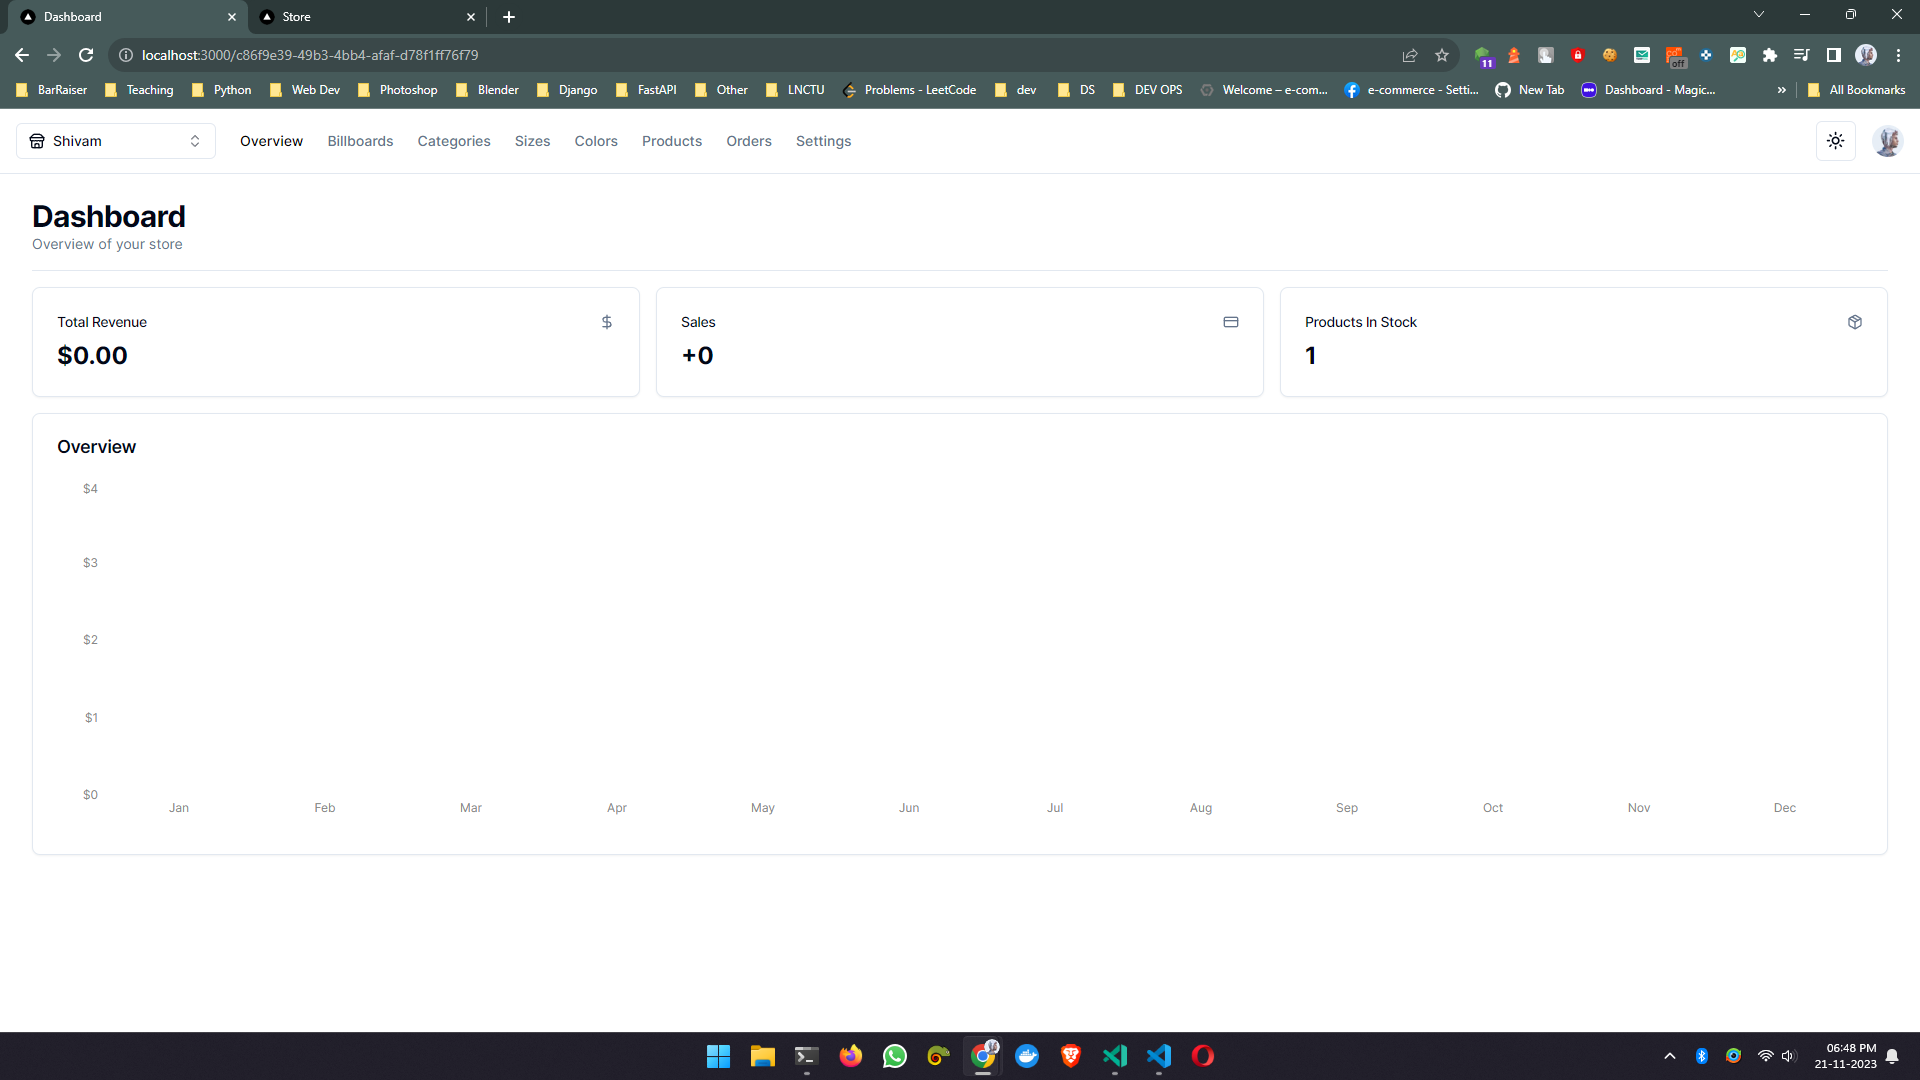 Dashboard
Store
localhost:3000/c86f9e39-49b3-4bb4-afaf-d78f1ff76f79
11
off
BarRaiser
Teaching
Python
Web Dev
Photoshop
Blender
Django
FastAPI
Other
LNCTU
Problems - LeetCode
dev
DS
DEV OPS
Welcome – e-com...
e-commerce - Setti...
New Tab
Dashboard - Magic...
»
All Bookmarks
Shivam
Overview
Billboards
Categories
Sizes
Colors
Products
Orders
Settings
Dashboard
Overview of your store
Total Revenue
$
$0.00
Sales
+0
Products In Stock
1
Overview
$4
$3
$2
$1
$0
Jan
Feb
Mar
Apr
May
Jun
Jul
Aug
Sep
Oct
Nov
Dec
06:48 PM
21-11-2023